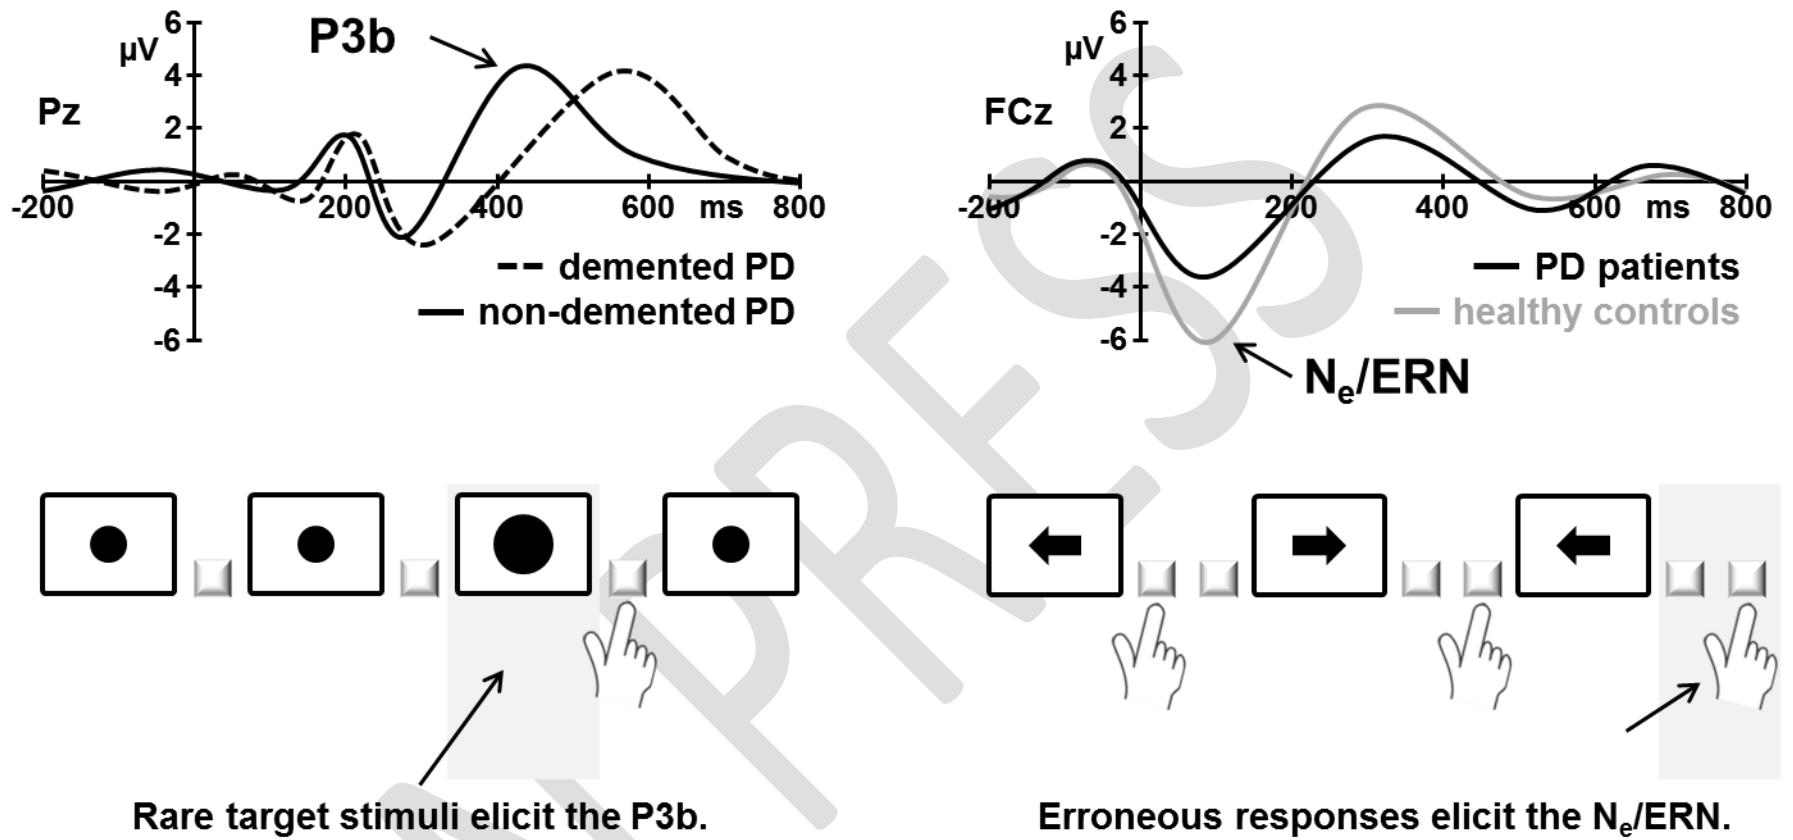 6
P3b
µV
4
Pz
2
-200 200 400 600 ms 800
-2
demented PD
-4
non-demented PD
-6
6
µV
4
FCz
2
-200 200 400 600 ms 800
-2
PD patients
-4
healthy controls
-6
Ne/ERN
PRESS
Rare target stimuli elicit the P3b.
Erroneous responses elicit the Ne/ERN.